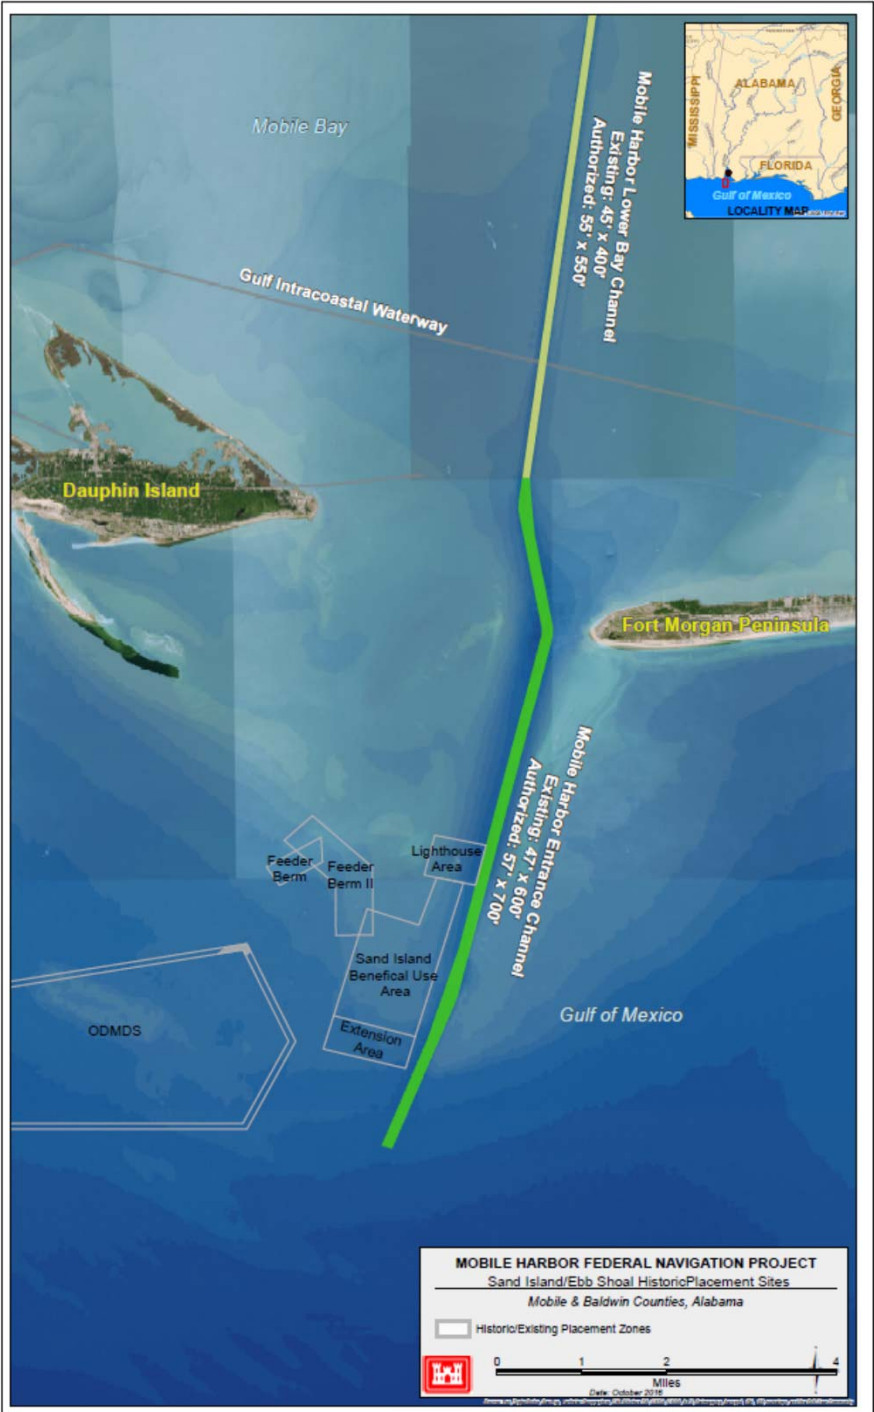 Mobile Bay
Mobile Harbor Lower Bay Channel
Existing: 45' x 400'
Authorized: 55' x 550'
MISSISSIPPI
ALABAMA
GEORGIA
FLORIDA
Gulf of Mexico
LOCALITY MAP
Gulf Intracoastal Waterway
Dauphin Island
Fort Morgan Peninsula
Mobile Harbor Entrance Channel
Existing: 47' x 600'
Authorized: 57' x 700'
Lighthouse
Area
Feeder
Berm
Feeder
Berm II
Sand Island
Benefical Use
Area
Extension
Area
ODMDS
Gulf of Mexico
MOBILE HARBOR FEDERAL NAVIGATION PROJECT
Sand Island/Ebb Shoal HistoricPlacement Sites
Mobile & Baldwin Counties, Alabama
Historic/Existing Placement Zones
0 1 2 4
Miles
Date: October 2016